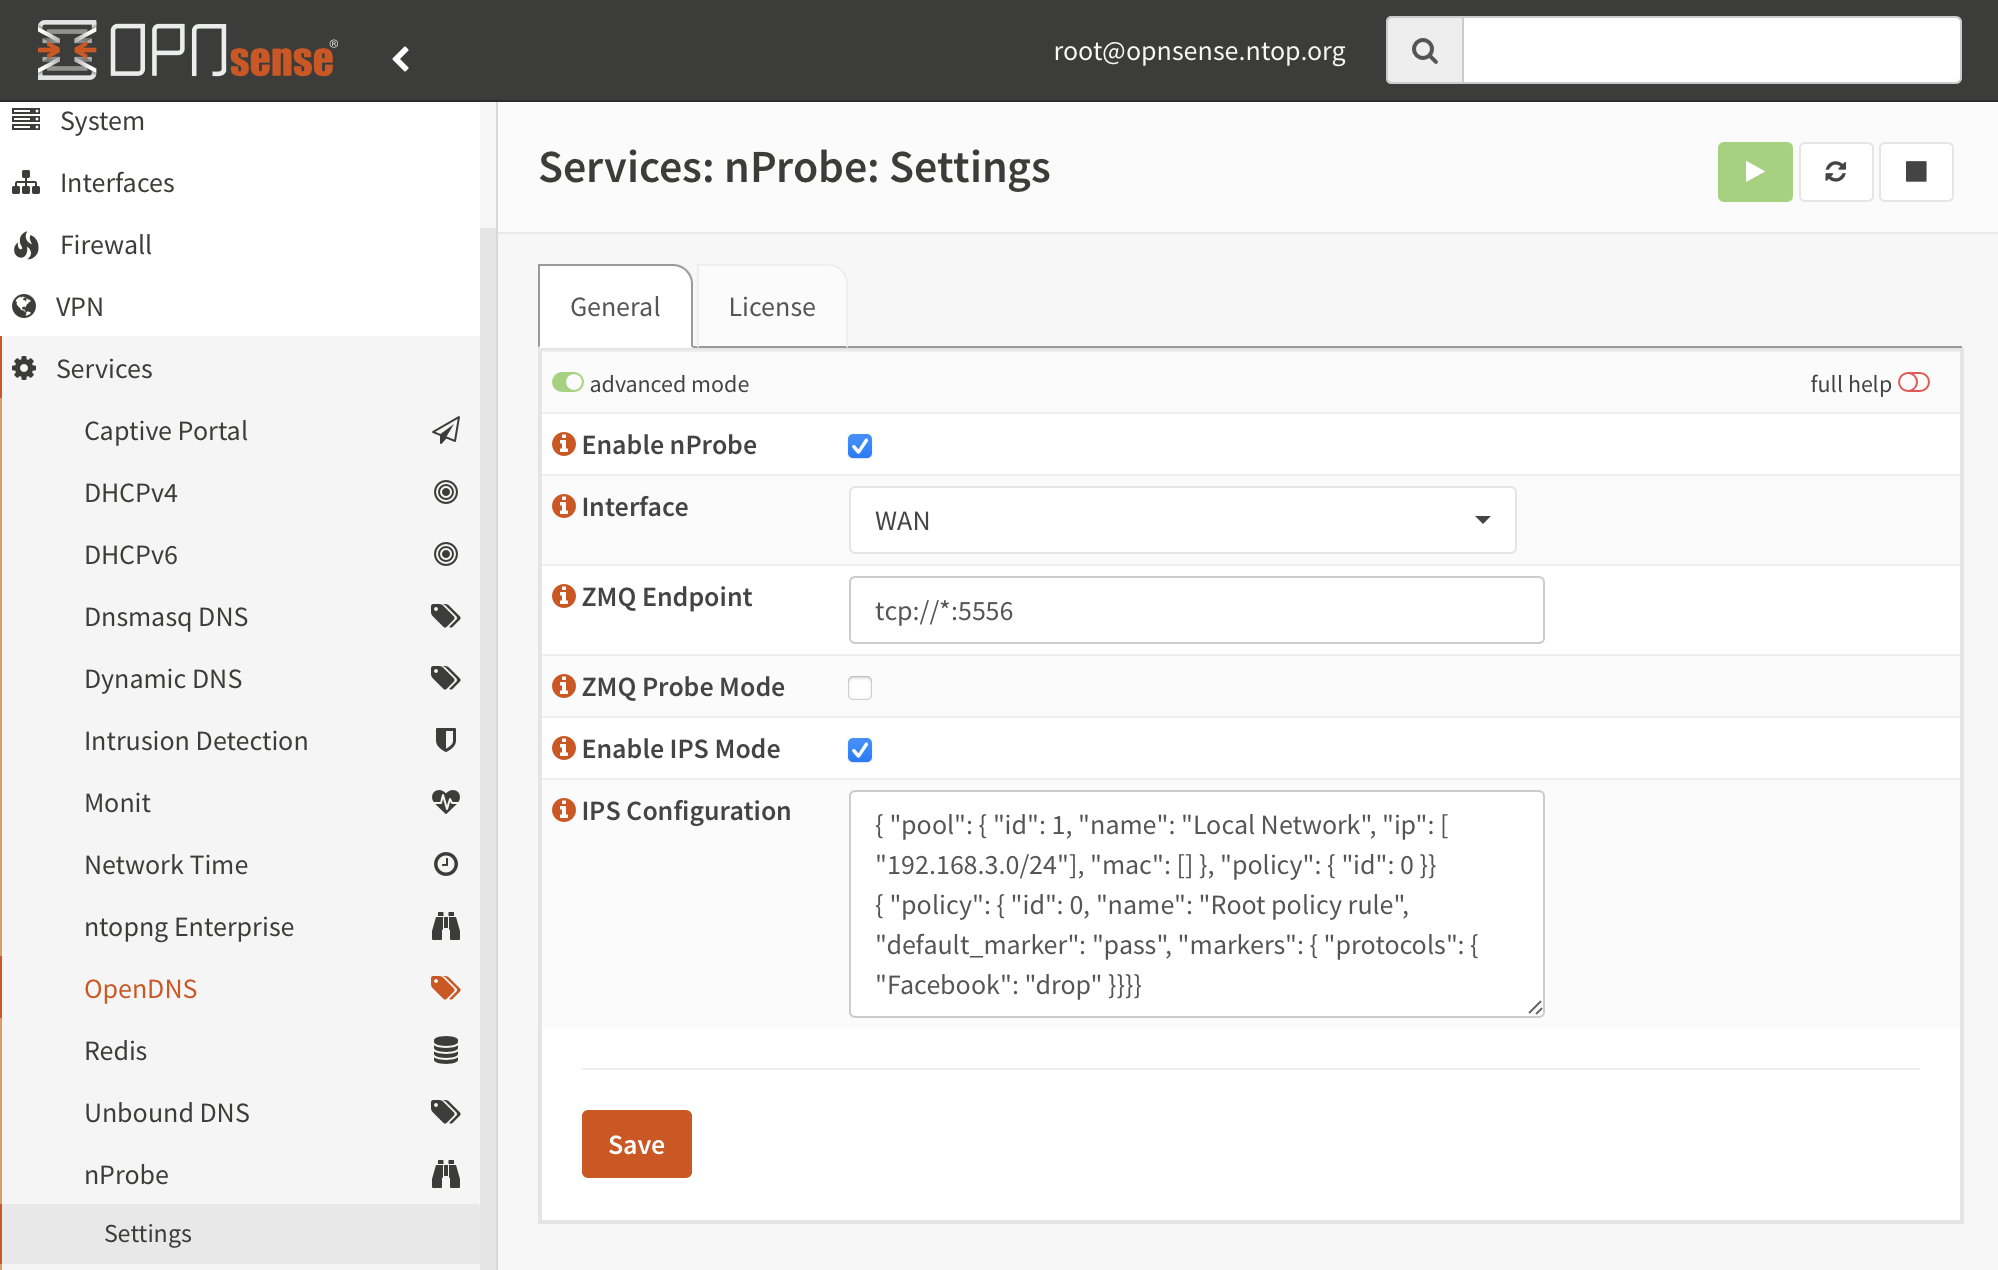 OPNsense®
root@opnsense.ntop.org
System
Interfaces
Firewall
VPN
Services
Captive Portal
DHCPv4
DHCPv6
Dnsmasq DNS
Dynamic DNS
Intrusion Detection
Monit
Network Time
ntopng Enterprise
OpenDNS
Redis
Unbound DNS
nProbe
Settings
Services: nProbe: Settings
General
License
advanced mode
full help
Enable nProbe
Interface
WAN
ZMQ Endpoint
tcp://*:5556
ZMQ Probe Mode
Enable IPS Mode
IPS Configuration
{ "pool": { "id": 1, "name": "Local Network", "ip": [
"192.168.3.0/24"], "mac": [] }, "policy": { "id": 0 }}
{ "policy": { "id": 0, "name": "Root policy rule",
"default_marker": "pass", "markers": { "protocols": {
"Facebook": "drop" }}}}
Save